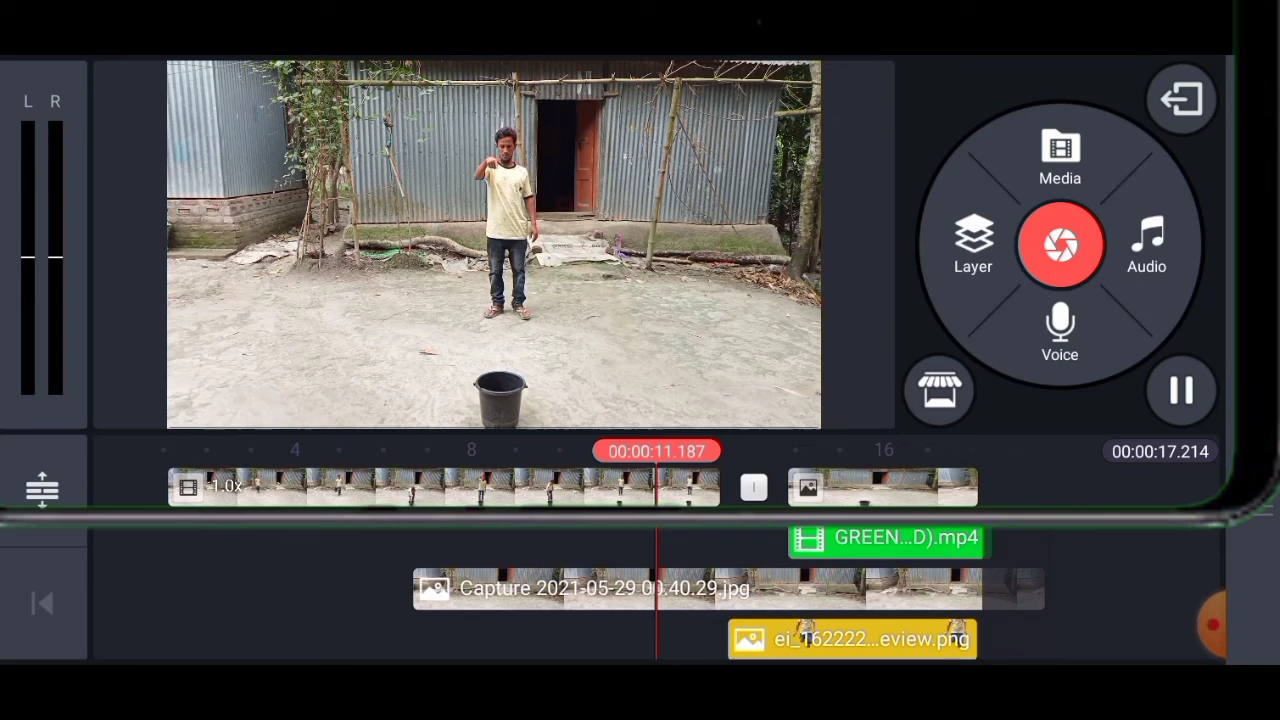 L R
Media
Layer
Audio
Voice
4
8
00:00:11.187
16
00:00:17.214
-1.0x
GREEN...D).mp4
Capture 2021-05-29 00.40.29.jpg
ei_162222...eview.png